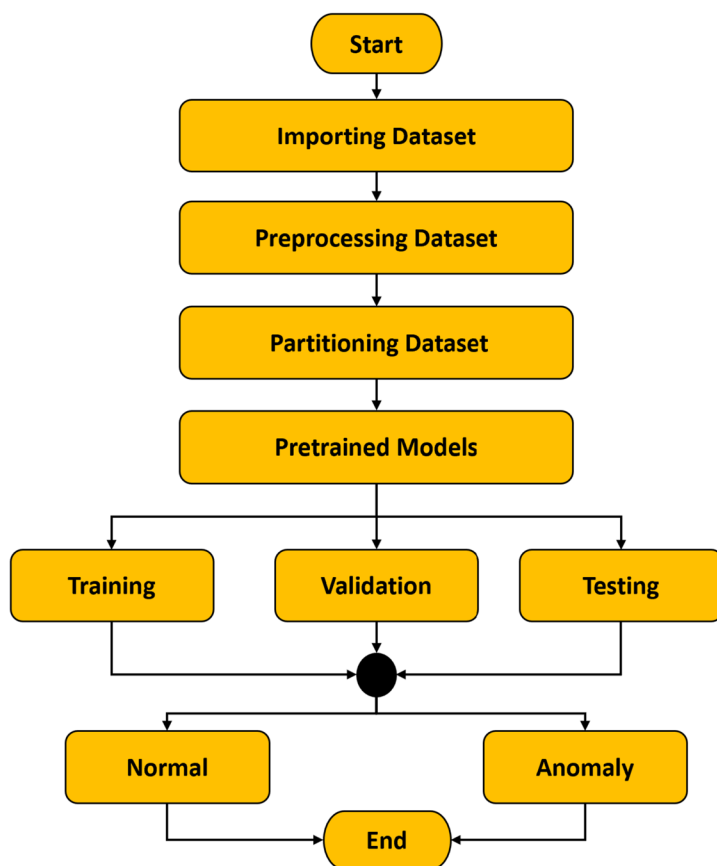 Start
Importing Dataset
Preprocessing Dataset
Partitioning Dataset
Pretrained Models
Training
Validation
Testing
Normal
Anomaly
End